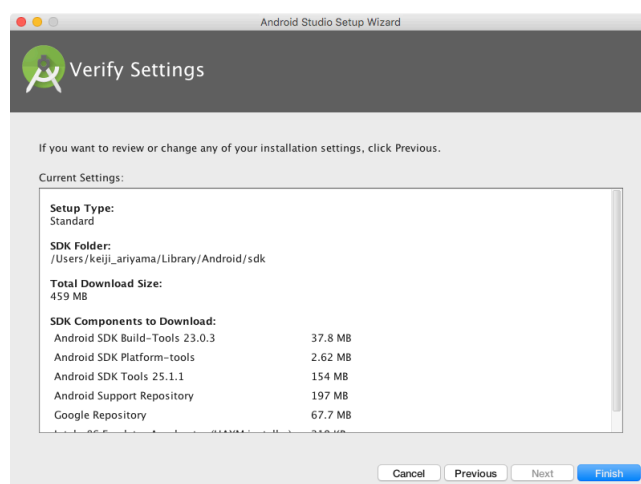 Android Studio Setup Wizard
Verify Settings
If you want to review or change any of your installation settings, click Previous.
Current Settings:
Setup Type:
Standard
SDK Folder:
/Users/keiji_ariyama/Library/Android/sdk
Total Download Size:
459 MB
SDK Components to Download:
Android SDK Build-Tools 23.0.3 37.8 MB
Android SDK Platform-tools 2.62 MB
Android SDK Tools 25.1.1 154 MB
Android Support Repository 197 MB
Google Repository 67.7 MB
Cancel Previous Next Finish